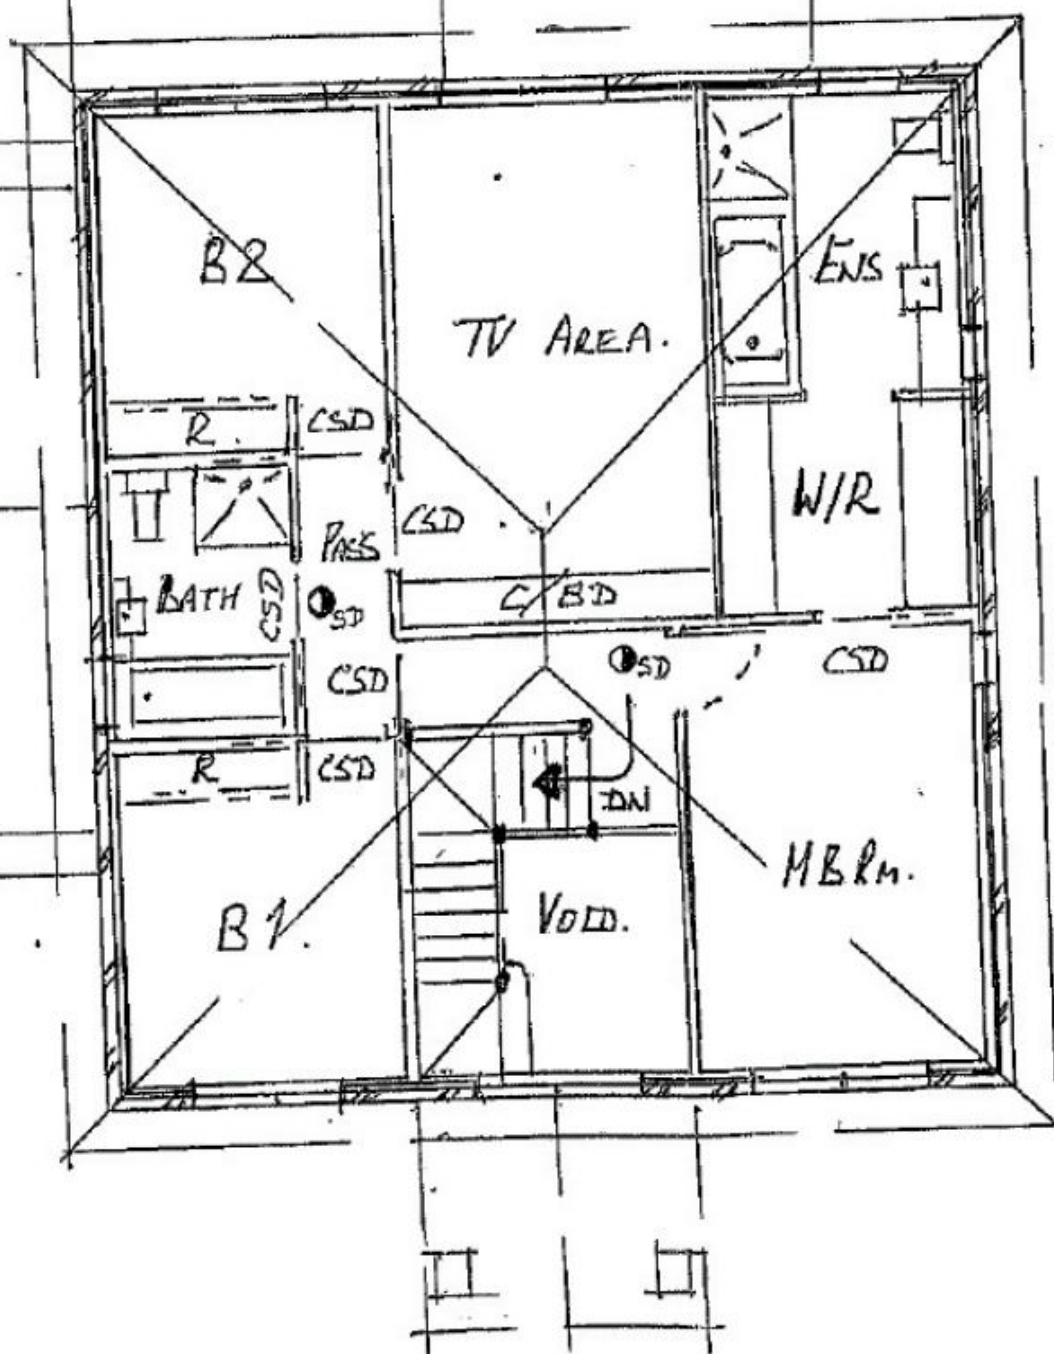 B2
TV AREA.
ENS
R.
CSD
W/R
CSD
PASS
BATH
CSD
SD
C/BD
CSD
SD
CSD
R
CSD
DN
MBRM.
B1.
VOID.